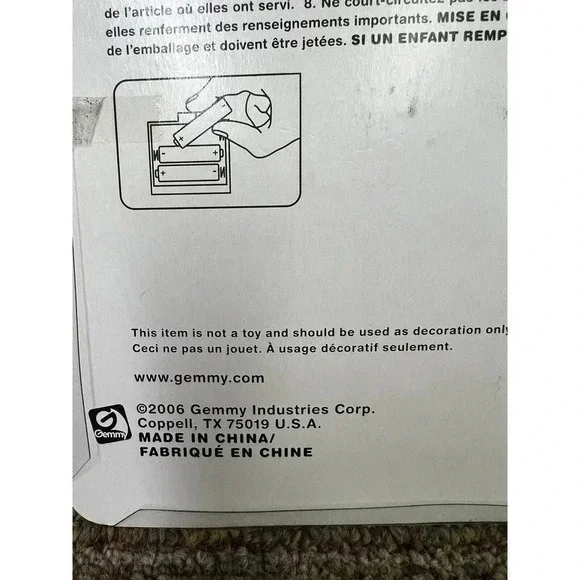 de l'article où elles ont servi. 8. Ne court-circuitez pas les
elles renferment des renseignements importants. MISE EN
de l'emballage et doivent être jetées. SI UN ENFANT REMP
- +
+ -
This item is not a toy and should be used as decoration only
Ceci ne pas un jouet. À usage décoratif seulement.
www.gemmy.com
©2006 Gemmy Industries Corp.
Coppell, TX 75019 U.S.A.
MADE IN CHINA/
FABRIQUÉ EN CHINE
Gemmy